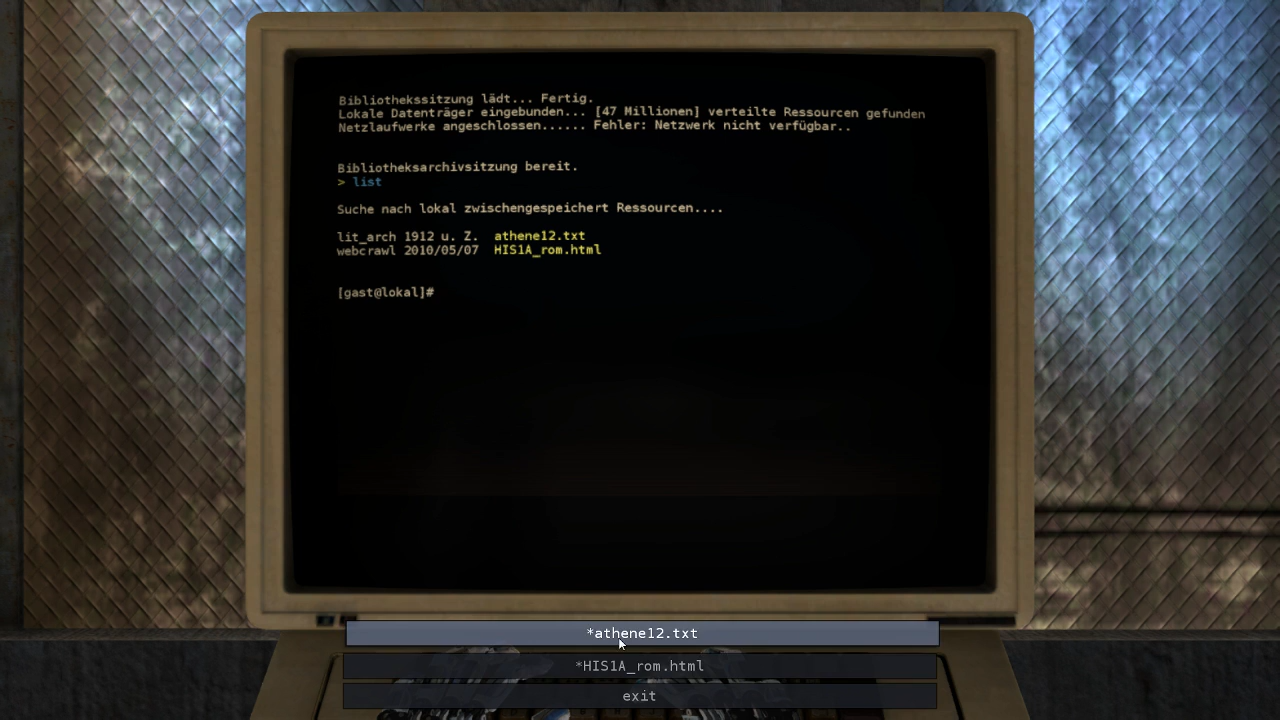 Bibliothekssitzung lädt... Fertig.
Lokale Datenträger eingebunden... [47 Millionen] verteilte Ressourcen gefunden
Netzlaufwerke angeschlossen...... Fehler: Netzwerk nicht verfügbar..
Bibliotheksarchivsitzung bereit.
> list
Suche nach lokal zwischengespeichert Ressourcen....
lit_arch 1912 u. Z. athene12.txt
webcrawl 2010/05/07 HIS1A_rom.html
[gast@lokal]#
*athene12.txt
*HIS1A_rom.html
exit